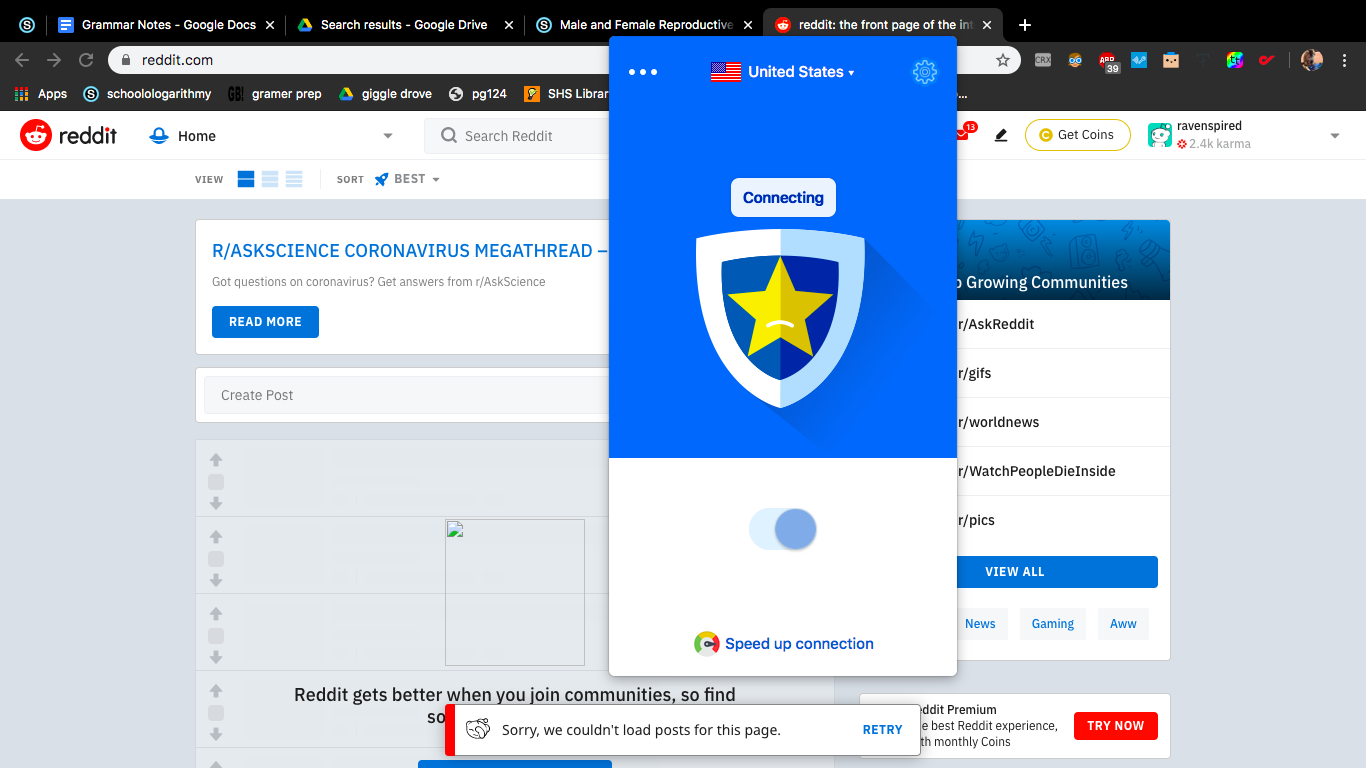 Grammar Notes - Google Docs
Search results - Google Drive
Male and Female Reproductive
reddit: the front page of the int
reddit.com
CRX
ABP
39
Apps
schoolologarithmy
GB!
gramer prep
giggle drove
pg124
SHS Librar
...
reddit
Home
Search Reddit
13
Get Coins
ravenspired
2.4k karma
VIEW
SORT
BEST
United States
Connecting
Speed up connection
R/ASKSCIENCE CORONAVIRUS MEGATHREAD –
Got questions on coronavirus? Get answers from r/AskScience
READ MORE
Create Post
Reddit gets better when you join communities, so find
so
Sorry, we couldn't load posts for this page.
RETRY
Growing Communities
r/AskReddit
r/gifs
r/worldnews
r/WatchPeopleDieInside
r/pics
VIEW ALL
News
Gaming
Aww
eddit Premium
e best Reddit experience,
th monthly Coins
TRY NOW